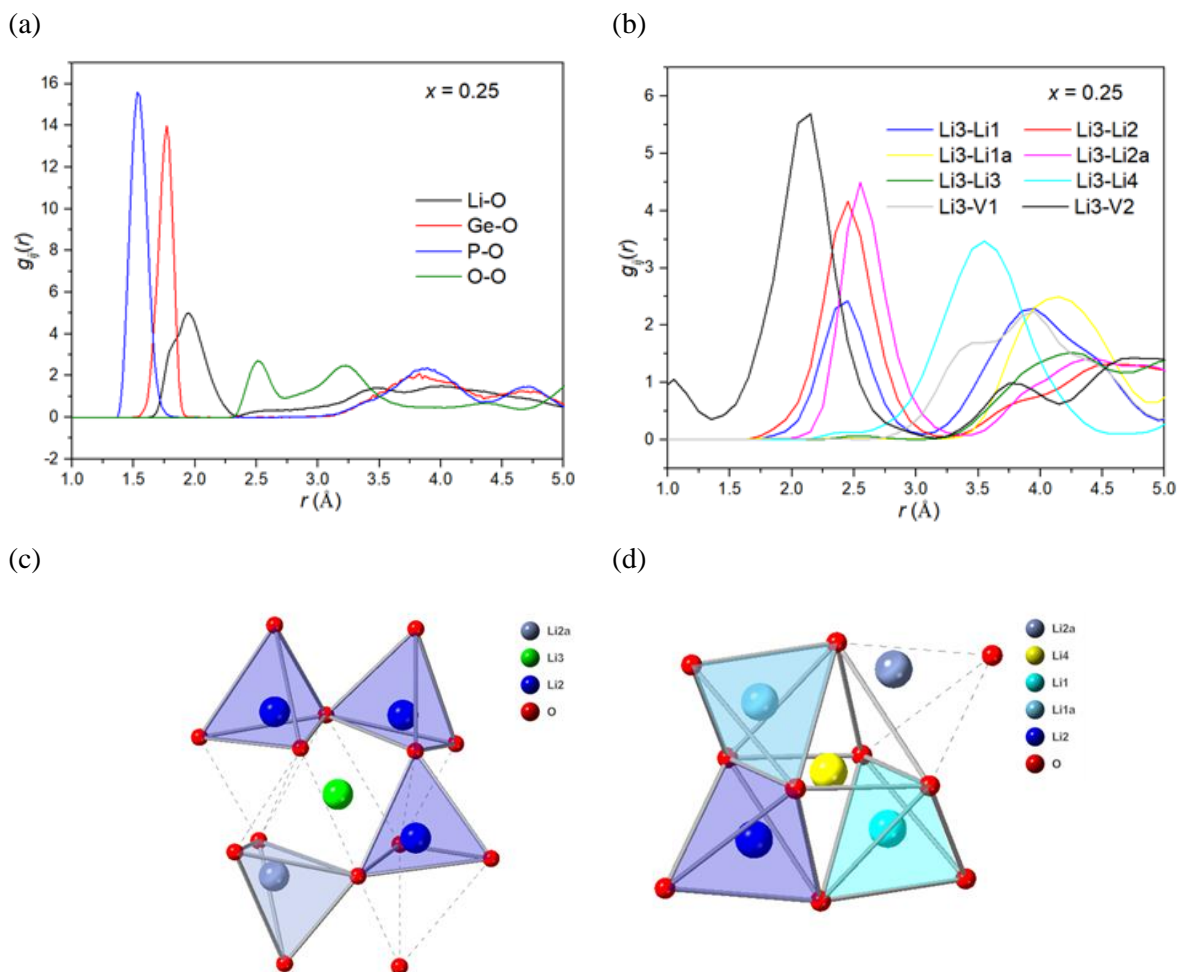 (a)
x = 0.25
Li-O
Ge-O
P-O
O-O
16
14
12
10
8
6
4
2
0
-2
1.0 1.5 2.0 2.5 3.0 3.5 4.0 4.5 5.0
gij(r)
r (Å)
(b)
x = 0.25
Li3-Li1 Li3-Li2
Li3-Li1a Li3-Li2a
Li3-Li3 Li3-Li4
Li3-V1 Li3-V2
6
5
4
3
2
1
0
1.0 1.5 2.0 2.5 3.0 3.5 4.0 4.5 5.0
gij(r)
r (Å)
(c)
Li2a
Li3
Li2
O
(d)
Li2a
Li4
Li1
Li1a
Li2
O